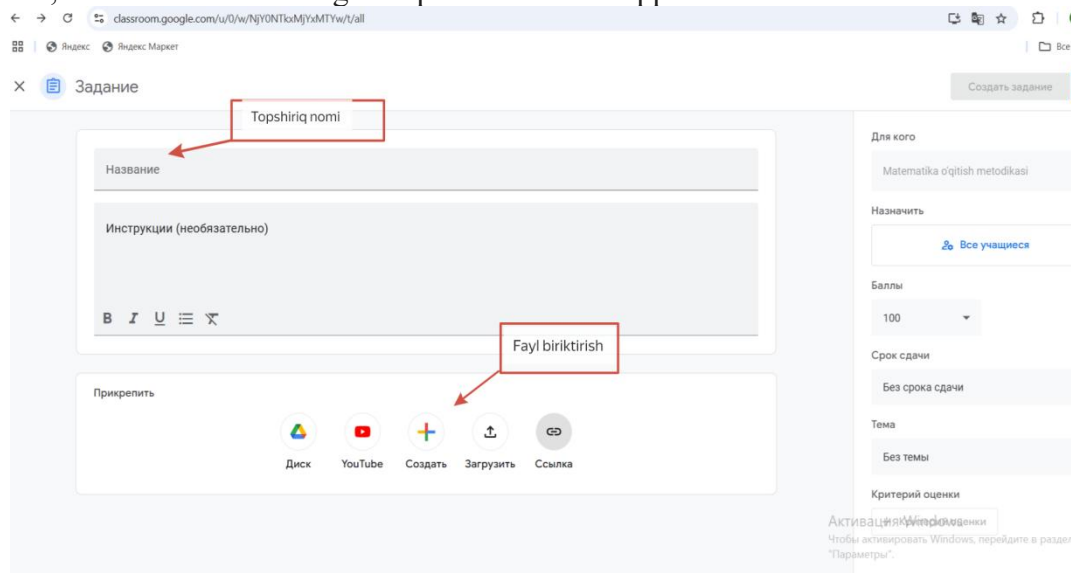 classroom.google.com/u/0/w/NjY0NTkxMjYxMTYw/t/all
Яндекс Яндекс Маркет Все
Задание Создать задание
Topshiriq nomi
Название
Инструкции (необязательно)
B I U
Fayl biriktirish
Прикрепить
Диск YouTube Создать Загрузить Ссылка
Для кого
Matematika o'qitish metodikasi
Назначить
Все учащиеся
Баллы
100
Срок сдачи
Без срока сдачи
Тема
Без темы
Критерий оценки
+ Критерий оценки
Активация Windows
Чтобы активировать Windows, перейдите в раздел
"Параметры".